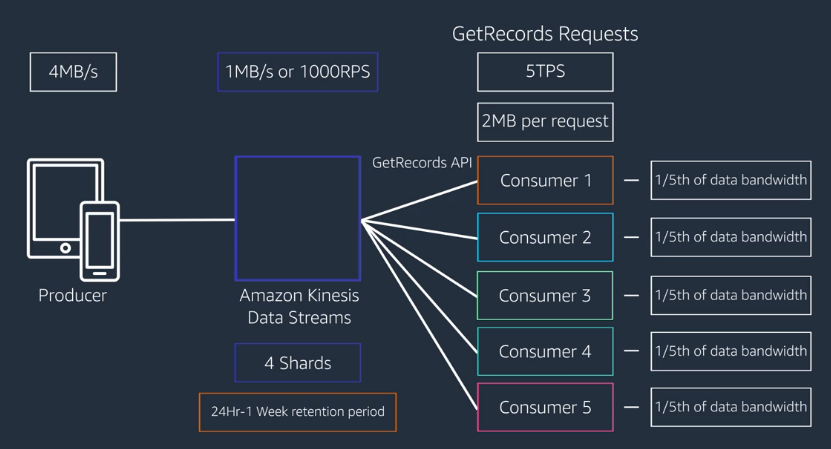 GetRecords Requests
4MB/s
1MB/s or 1000RPS
5TPS
2MB per request
GetRecords API
Consumer 1
1/5th of data bandwidth
Consumer 2
1/5th of data bandwidth
Producer
Amazon Kinesis
Data Streams
Consumer 3
1/5th of data bandwidth
4 Shards
Consumer 4
1/5th of data bandwidth
24Hr-1 Week retention period
Consumer 5
1/5th of data bandwidth